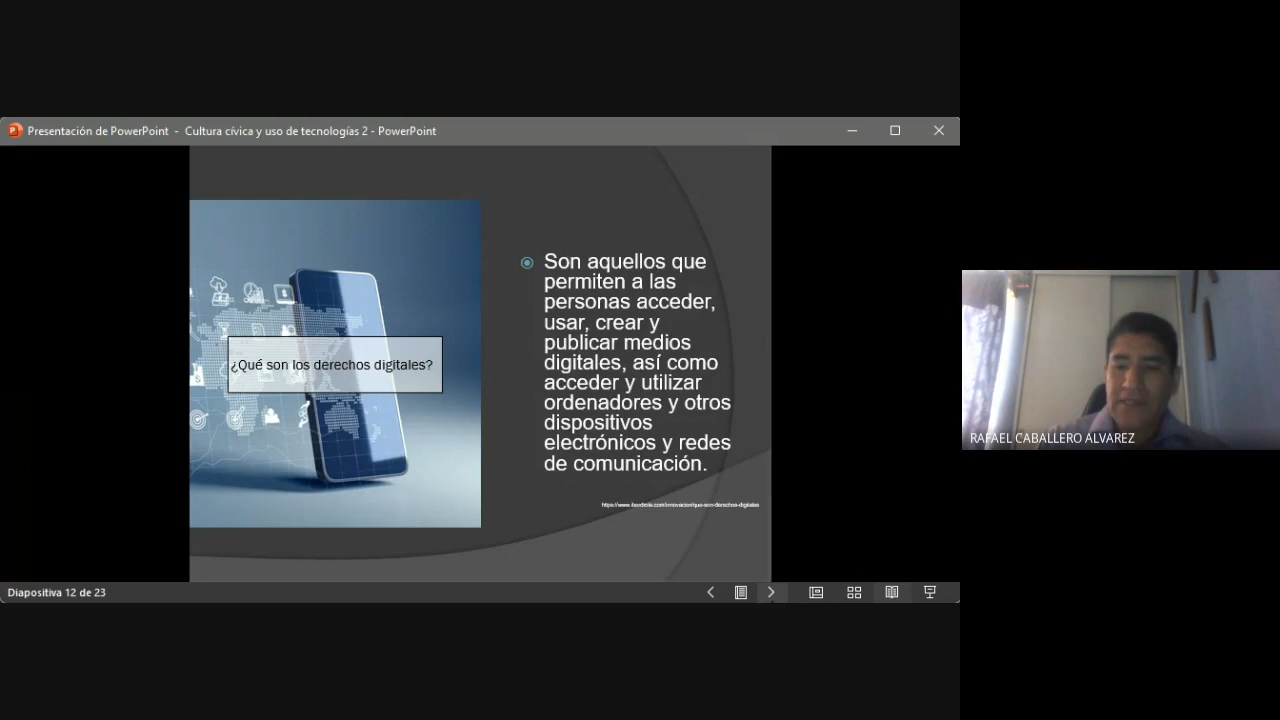 Presentación de PowerPoint - Cultura cívica y uso de tecnologías 2 - PowerPoint
¿Qué son los derechos digitales?
Son aquellos que
permiten a las
personas acceder,
usar, crear y
publicar medios
digitales, así como
acceder y utilizar
ordenadores y otros
dispositivos
electrónicos y redes
de comunicación.
RAFAEL CABALLERO ALVAREZ
Diapositiva 12 de 23